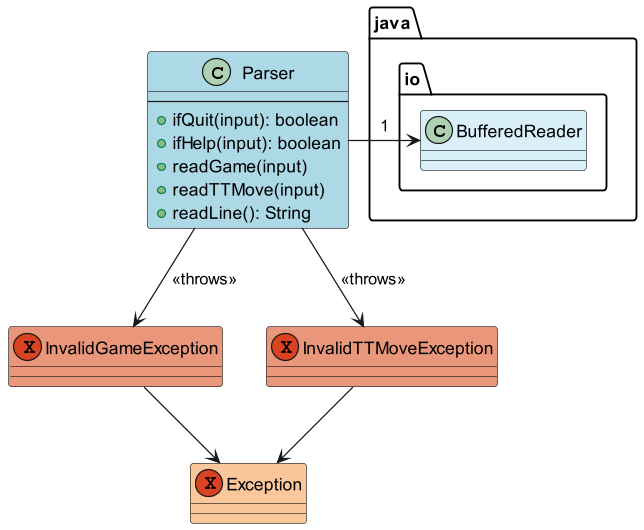 java
C Parser
io
+ifQuit(input): boolean
ifHelp(input): boolean
readGame(input)
readTTMove(input)
readLine(): String
1
C BufferedReader
«throws»
«throws»
X InvalidGameException
X InvalidTTMoveException
X Exception